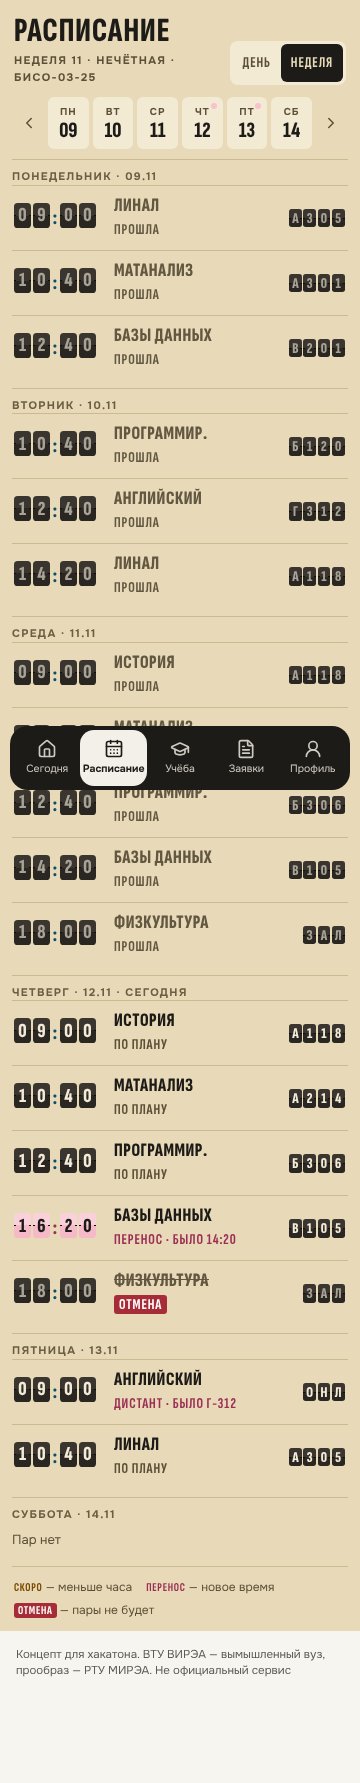 РАСПИСАНИЕ
НЕДЕЛЯ 11 · НЕЧЁТНАЯ ·
БИСО-03-25
ДЕНЬ НЕДЕЛЯ
ПН ВТ СР ЧТ ПТ СБ
09 10 11 12 13 14
ПОНЕДЕЛЬНИК · 09.11
09:00 ЛИНАЛ А305
ПРОШЛА
10:40 МАТАНАЛИЗ А301
ПРОШЛА
12:40 БАЗЫ ДАННЫХ В201
ПРОШЛА
ВТОРНИК · 10.11
10:40 ПРОГРАММИР. Б120
ПРОШЛА
12:40 АНГЛИЙСКИЙ Г312
ПРОШЛА
14:20 ЛИНАЛ А118
ПРОШЛА
СРЕДА · 11.11
09:00 ИСТОРИЯ А118
ПРОШЛА
МАТАНАЛИЗ
Сегодня Расписание Учёба Заявки Профиль
12:40 ПРОГРАММИР. Б306
ПРОШЛА
14:20 БАЗЫ ДАННЫХ В105
ПРОШЛА
18:00 ФИЗКУЛЬТУРА ЗАЛ
ПРОШЛА
ЧЕТВЕРГ · 12.11 · СЕГОДНЯ
09:00 ИСТОРИЯ А118
ПО ПЛАНУ
10:40 МАТАНАЛИЗ А214
ПО ПЛАНУ
12:40 ПРОГРАММИР. Б306
ПО ПЛАНУ
16:20 БАЗЫ ДАННЫХ В105
ПЕРЕНОС · БЫЛО 14:20
18:00 ФИЗКУЛЬТУРА ЗАЛ
ОТМЕНА
ПЯТНИЦА · 13.11
09:00 АНГЛИЙСКИЙ ОНЛ
ДИСТАНТ · БЫЛО Г-312
10:40 ЛИНАЛ А305
ПО ПЛАНУ
СУББОТА · 14.11
Пар нет
СКОРО — меньше часа ПЕРЕНОС — новое время
ОТМЕНА — пары не будет
Концепт для хакатона. ВТУ ВИРЭА — вымышленный вуз,
прообраз — РТУ МИРЭА. Не официальный сервис